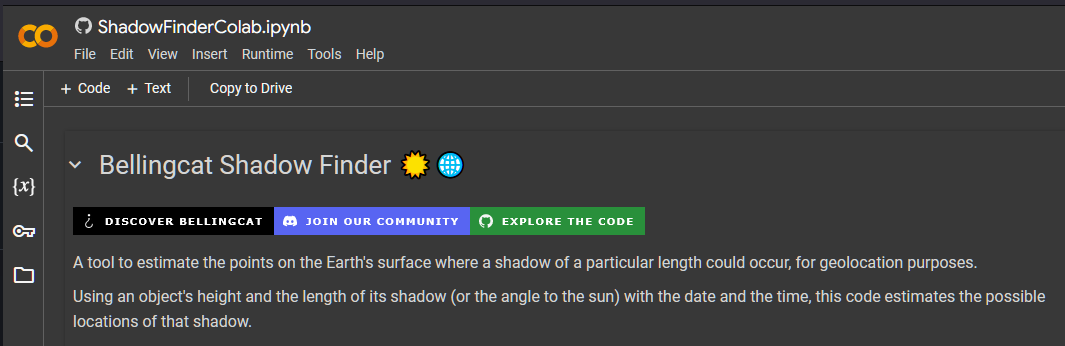 ShadowFinderColab.ipynb
File Edit View Insert Runtime Tools Help
+ Code + Text Copy to Drive
Bellingcat Shadow Finder
DISCOVER BELLINGCAT JOIN OUR COMMUNITY EXPLORE THE CODE
A tool to estimate the points on the Earth's surface where a shadow of a particular length could occur, for geolocation purposes.
Using an object's height and the length of its shadow (or the angle to the sun) with the date and the time, this code estimates the possible
locations of that shadow.
{x}